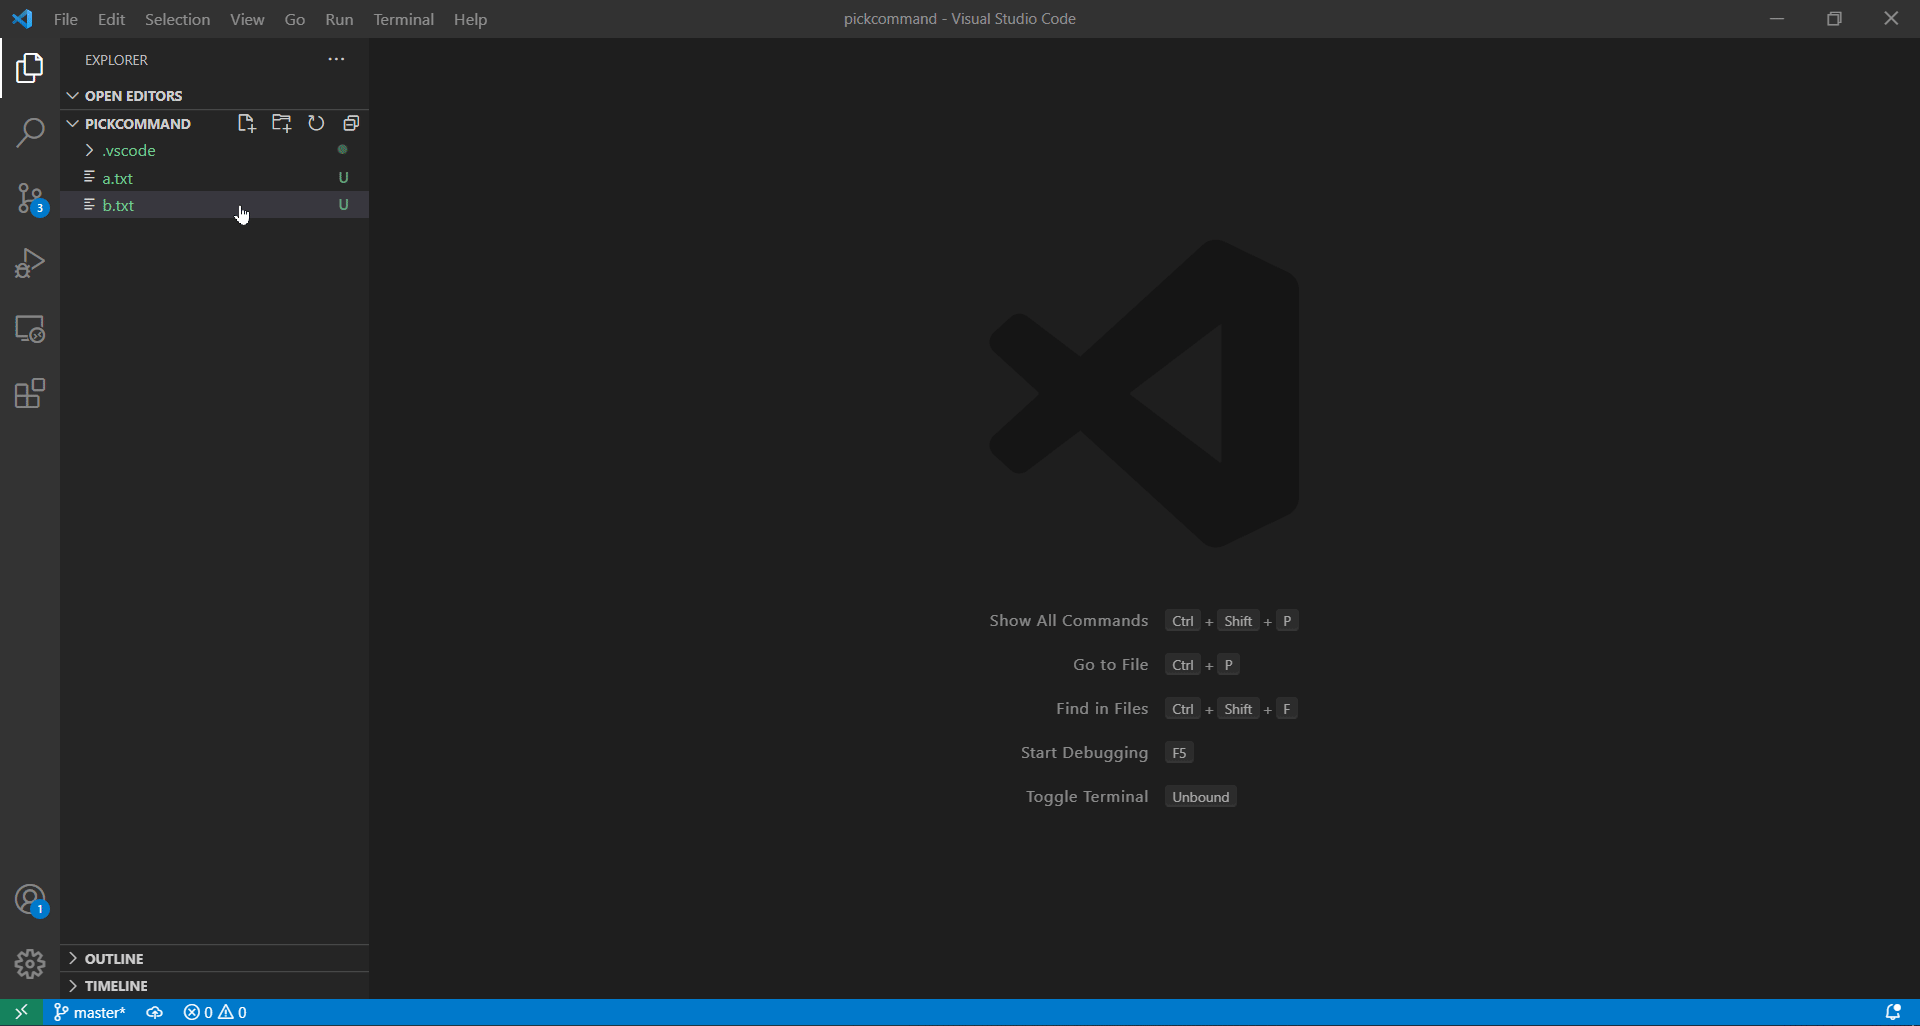 File Edit Selection View Go Run Terminal Help
pickcommand - Visual Studio Code
EXPLORER
OPEN EDITORS
PICKCOMMAND
.vscode
a.txt U
b.txt U
3
Show All Commands Ctrl + Shift + P
Go to File Ctrl + P
Find in Files Ctrl + Shift + F
Start Debugging F5
Toggle Terminal Unbound
1
OUTLINE
TIMELINE
master* 0 0